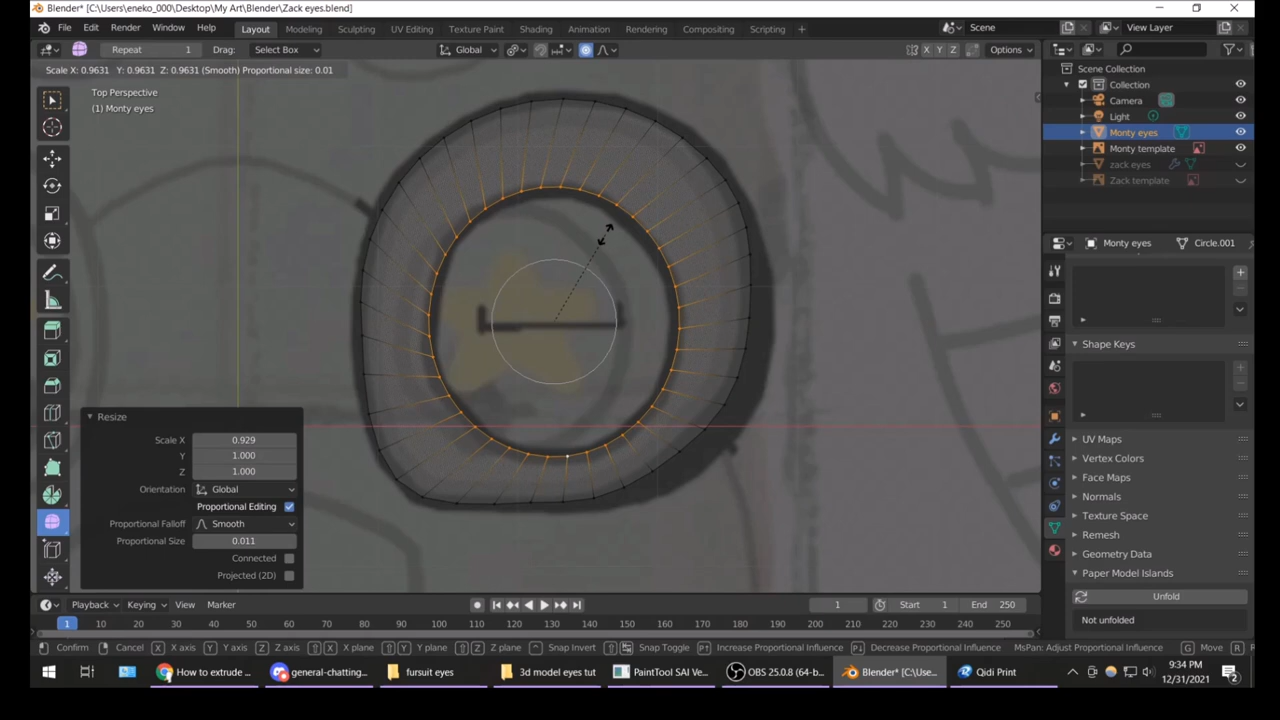 Blender* [C:\Users\eneko_000\Desktop\My Art\Blender\Zack eyes.blend]
File Edit Render Window Help Layout Modeling Sculpting UV Editing Texture Paint Shading Animation Rendering Compositing Scripting + Scene View Layer
Repeat 1 Drag: Select Box Global X Y Z Options
Scale X: 0.9631 Y: 0.9631 Z: 0.9631 (Smooth) Proportional size: 0.01
Top Perspective
(1) Monty eyes
Scene Collection
Collection
Camera
Light
Monty eyes
Monty template
zack eyes
Zack template
Monty eyes Circle.001
Shape Keys
UV Maps
Vertex Colors
Face Maps
Normals
Texture Space
Remesh
Geometry Data
Paper Model Islands
Unfold
Not unfolded
Resize
Scale X 0.929
Y 1.000
Z 1.000
Orientation Global
Proportional Editing
Proportional Falloff Smooth
Proportional Size 0.011
Connected
Projected (2D)
Playback Keying View Marker 1 Start 1 End 250
1 10 20 30 40 50 60 70 80 90 100 110 120 130 140 150 160 170 180 190 200 210 220 230 240 250
Confirm Cancel X X axis Y Y axis Z Z axis X X plane Y Y plane Z Z plane Snap Invert Snap Toggle Increase Proportional Influence Decrease Proportional Influence MsPan: Adjust Proportional Influence G Move R
How to extrude ... general-chatting... fursuit eyes 3d model eyes tut PaintTool SAI Ve... OBS 25.0.8 (64-b... Blender* [C:\Use... Qidi Print
9:34 PM
12/31/2021
2